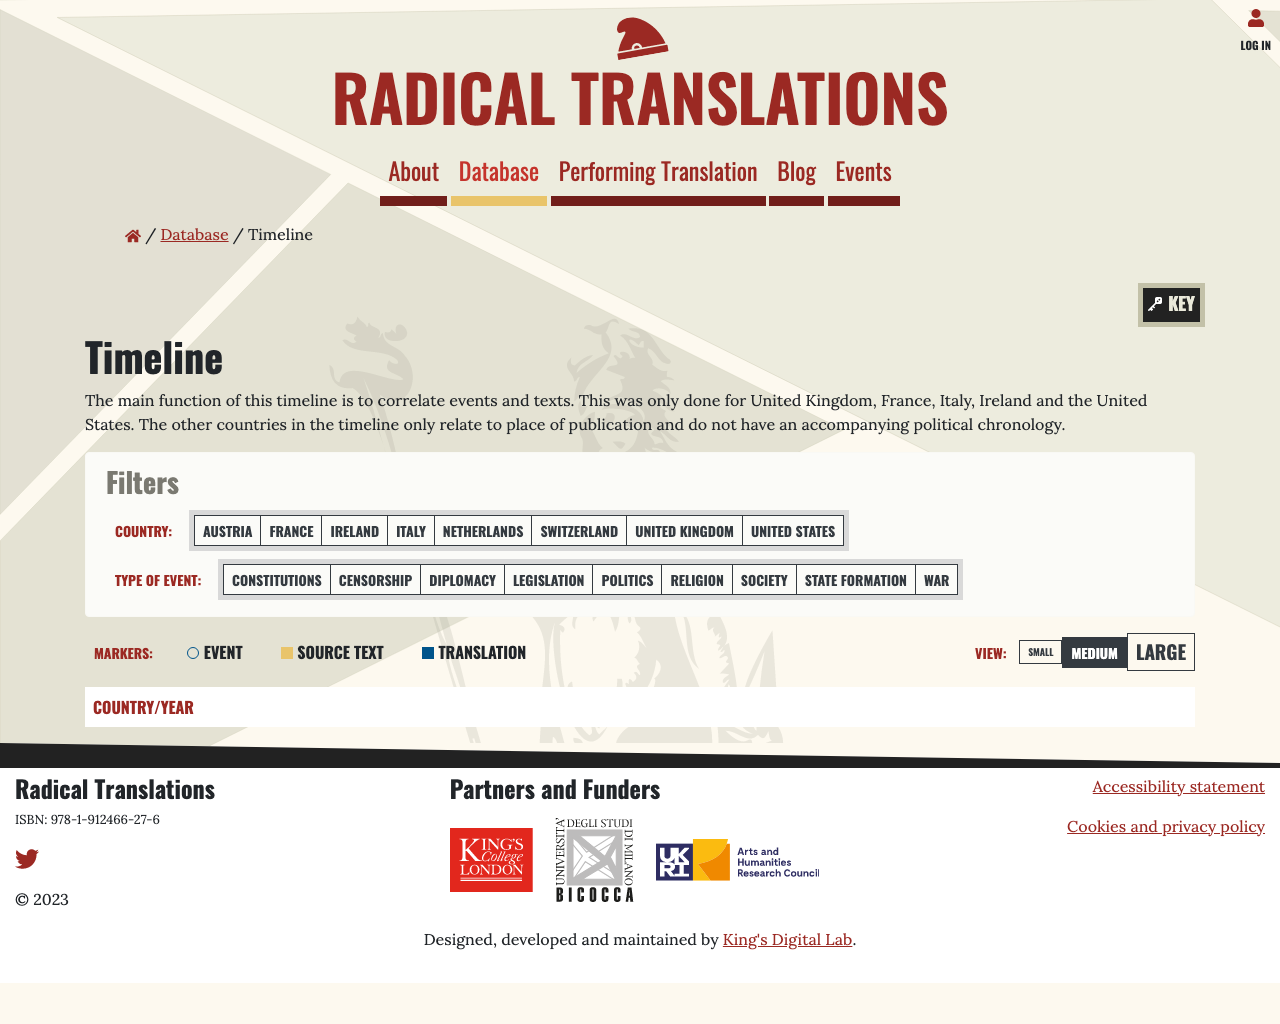 LOG IN
RADICAL TRANSLATIONS
About Database Performing Translation Blog Events
/ Database / Timeline
KEY
Timeline
The main function of this timeline is to correlate events and texts. This was only done for United Kingdom, France, Italy, Ireland and the United
States. The other countries in the timeline only relate to place of publication and do not have an accompanying political chronology.
Filters
COUNTRY: AUSTRIA FRANCE IRELAND ITALY NETHERLANDS SWITZERLAND UNITED KINGDOM UNITED STATES
TYPE OF EVENT: CONSTITUTIONS CENSORSHIP DIPLOMACY LEGISLATION POLITICS RELIGION SOCIETY STATE FORMATION WAR
MARKERS: EVENT SOURCE TEXT TRANSLATION VIEW: SMALL MEDIUM LARGE
COUNTRY/YEAR
Radical Translations
ISBN: 978-1-912466-27-6
© 2023
Partners and Funders
KING'S
College
LONDON
UNIVERSITA'
DEGLI STUDI
DI MILANO
BICOCCA
UKRI
Arts and
Humanities
Research Council
Accessibility statement
Cookies and privacy policy
Designed, developed and maintained by King's Digital Lab.